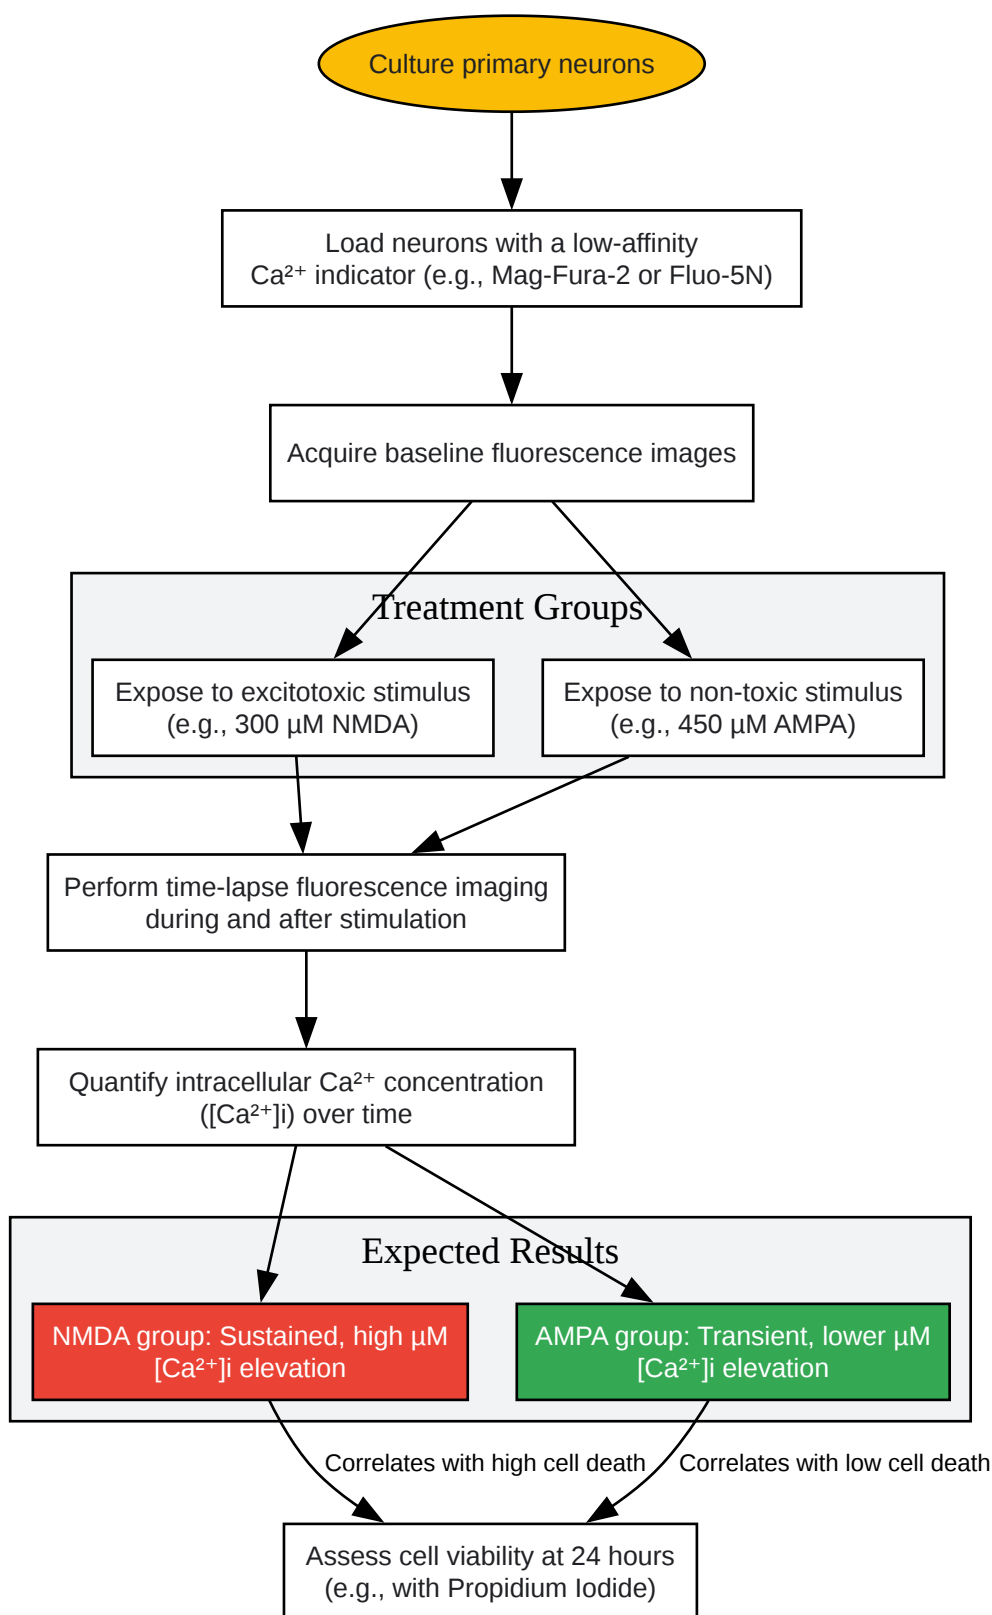 Culture primary neurons
Load neurons with a low-affinity
Ca²⁺ indicator (e.g., Mag-Fura-2 or Fluo-5N)
Acquire baseline fluorescence images
Treatment Groups
Expose to excitotoxic stimulus
(e.g., 300 µM NMDA)
Expose to non-toxic stimulus
(e.g., 450 µM AMPA)
Perform time-lapse fluorescence imaging
during and after stimulation
Quantify intracellular Ca²⁺ concentration
([Ca²⁺]i) over time
Expected Results
NMDA group: Sustained, high µM
[Ca²⁺]i elevation
AMPA group: Transient, lower µM
[Ca²⁺]i elevation
Correlates with high cell death
Correlates with low cell death
Assess cell viability at 24 hours
(e.g., with Propidium Iodide)